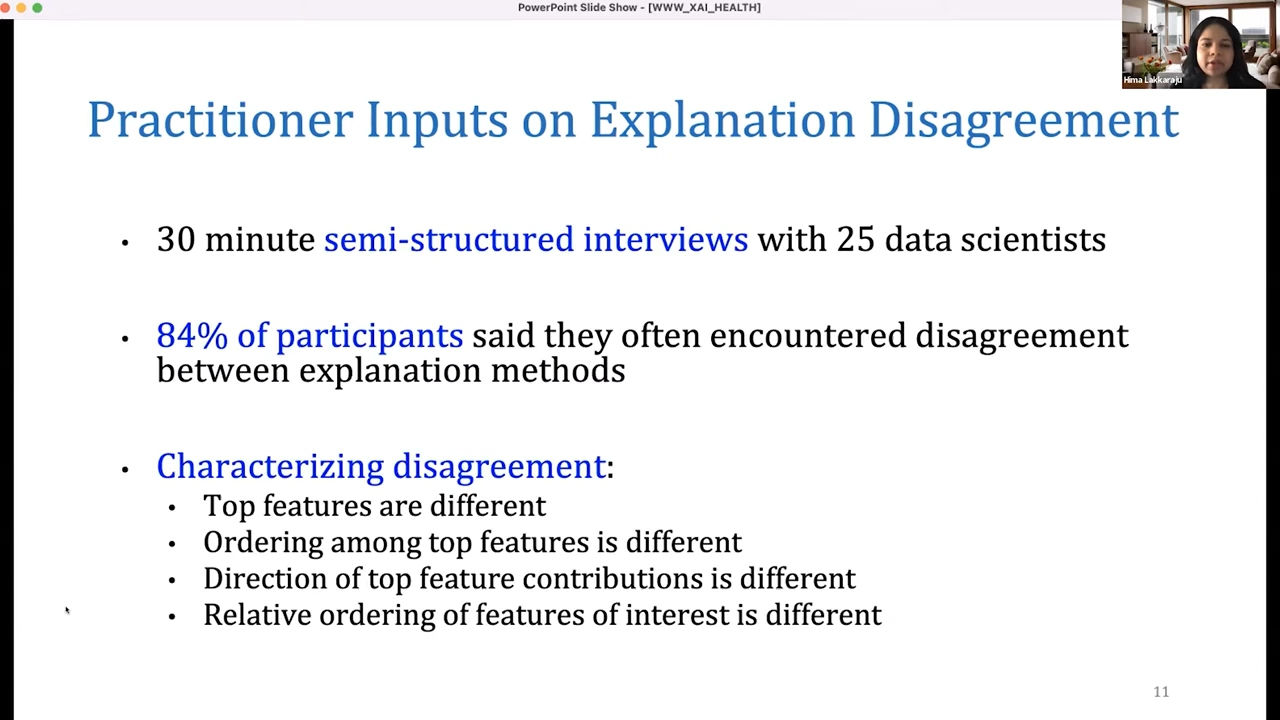 PowerPoint Slide Show - [WWW_XAI_HEALTH]
Hima Lakkaraju
Practitioner Inputs on Explanation Disagreement
• 30 minute semi-structured interviews with 25 data scientists
• 84% of participants said they often encountered disagreement
between explanation methods
• Characterizing disagreement:
• Top features are different
• Ordering among top features is different
• Direction of top feature contributions is different
• Relative ordering of features of interest is different
11